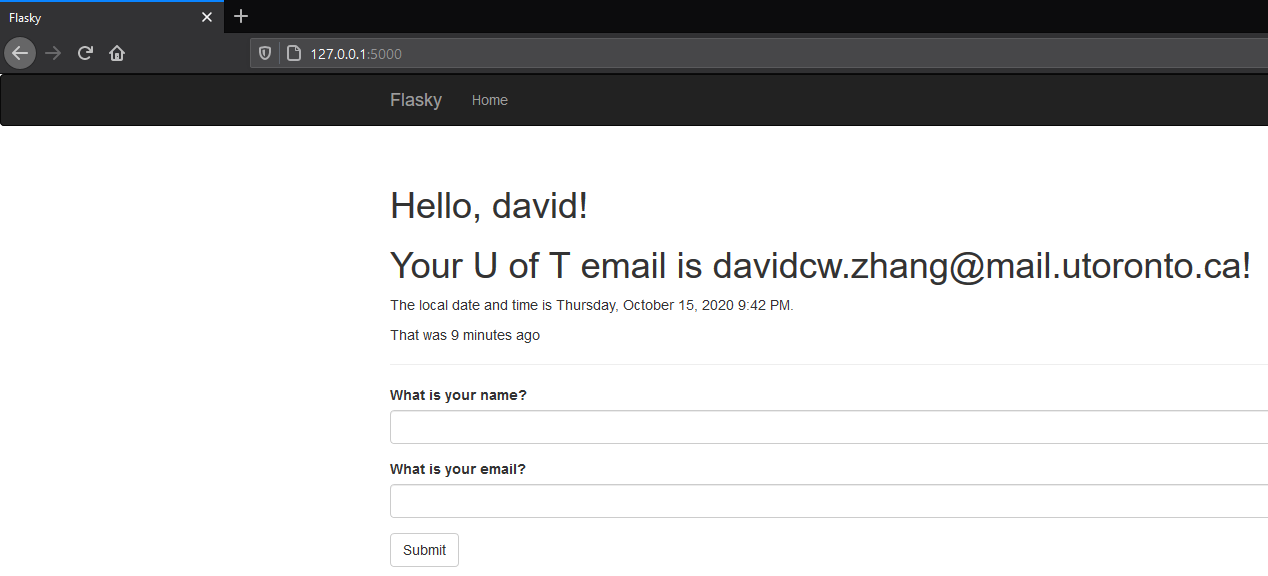 Flasky
127.0.0.1:5000
Flasky Home
Hello, david!
Your U of T email is davidcw.zhang@mail.utoronto.ca!
The local date and time is Thursday, October 15, 2020 9:42 PM.
That was 9 minutes ago
What is your name?
What is your email?
Submit